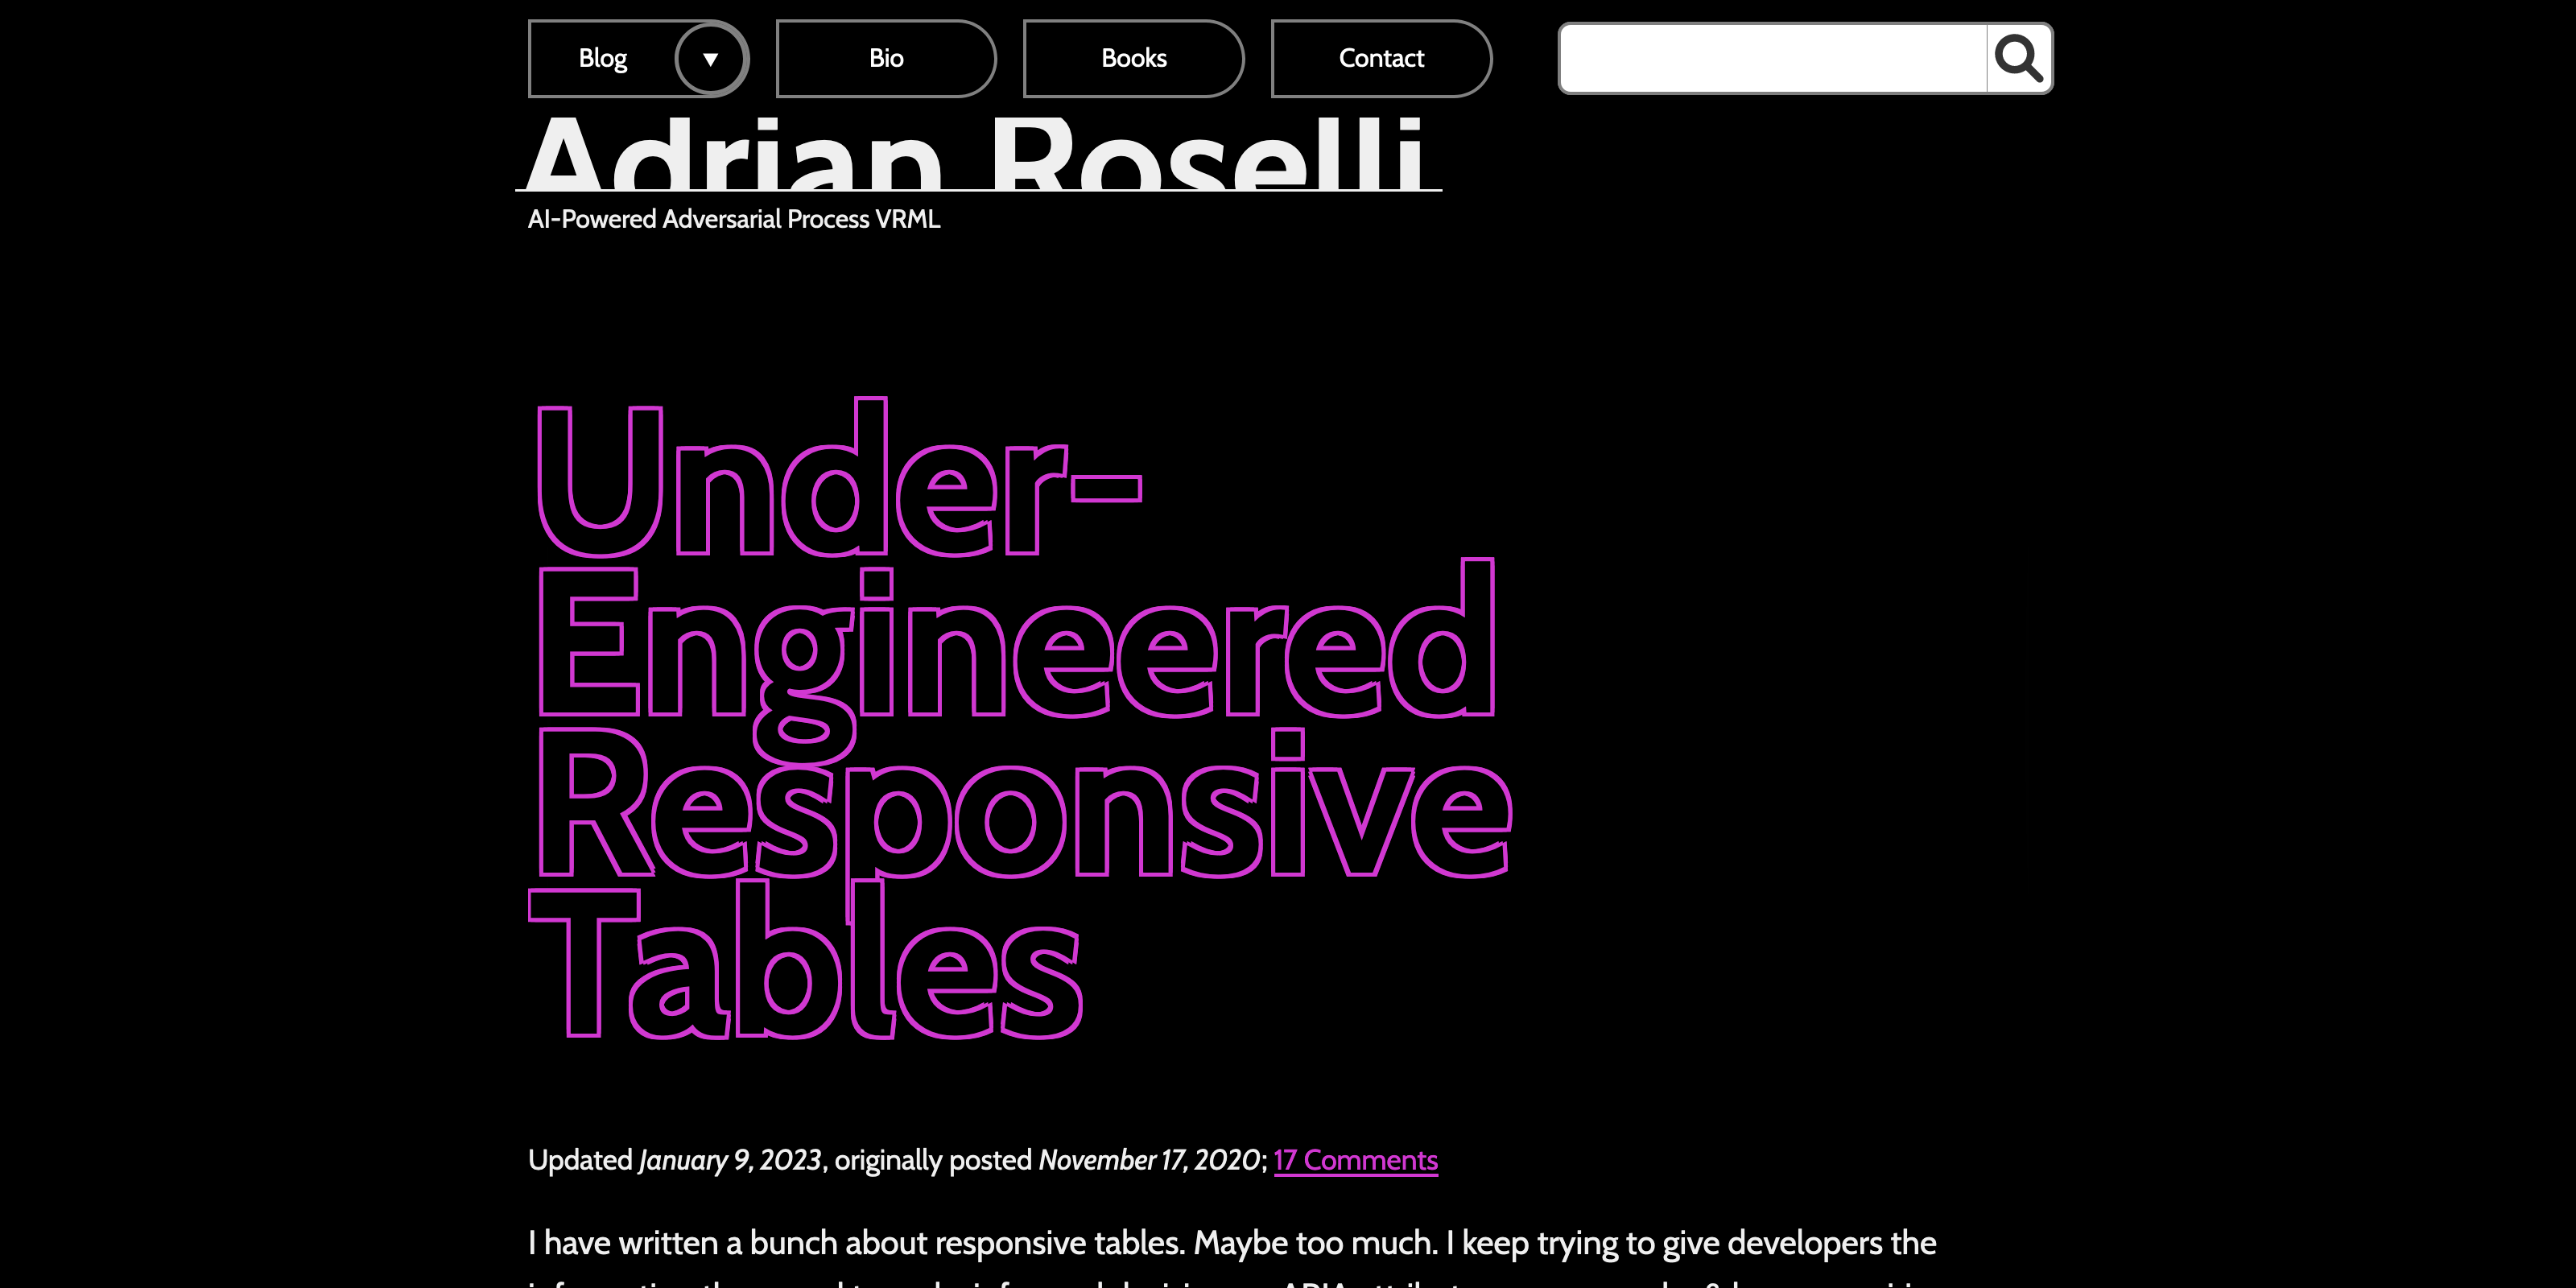 Blog ▼ Bio Books Contact
Adrian Roselli
AI-Powered Adversarial Process VRML
Under-
Engineered
Responsive
Tables
Updated January 9, 2023, originally posted November 17, 2020; 17 Comments
I have written a bunch about responsive tables. Maybe too much. I keep trying to give developers the